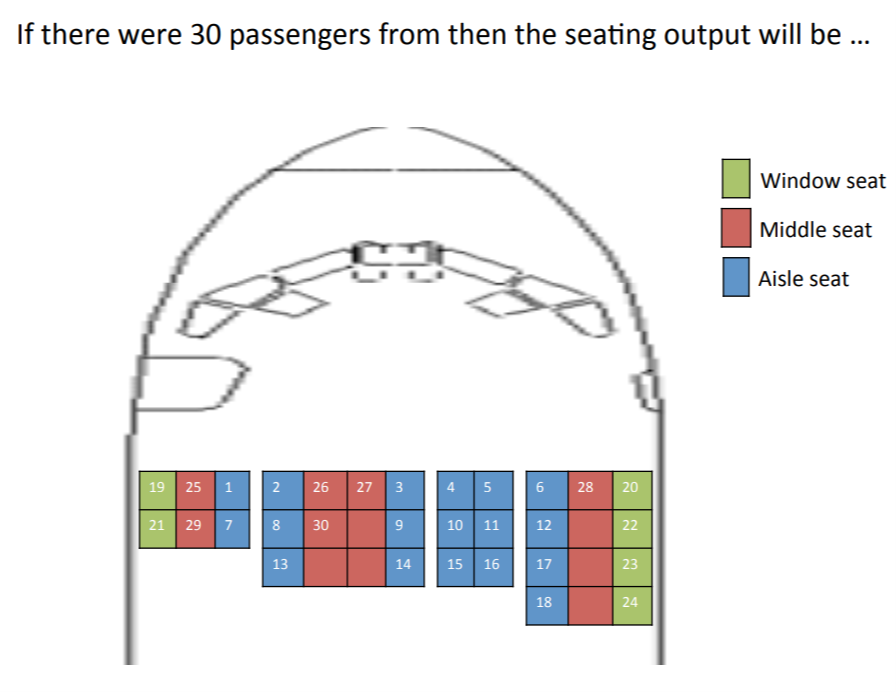 If there were 30 passengers from then the seating output will be ...
Window seat
Middle seat
Aisle seat
19 25 1 2 26 27 3 4 5 6 28 20
21 29 7 8 30 9 10 11 12 22
13 14 15 16 17 23
18 24